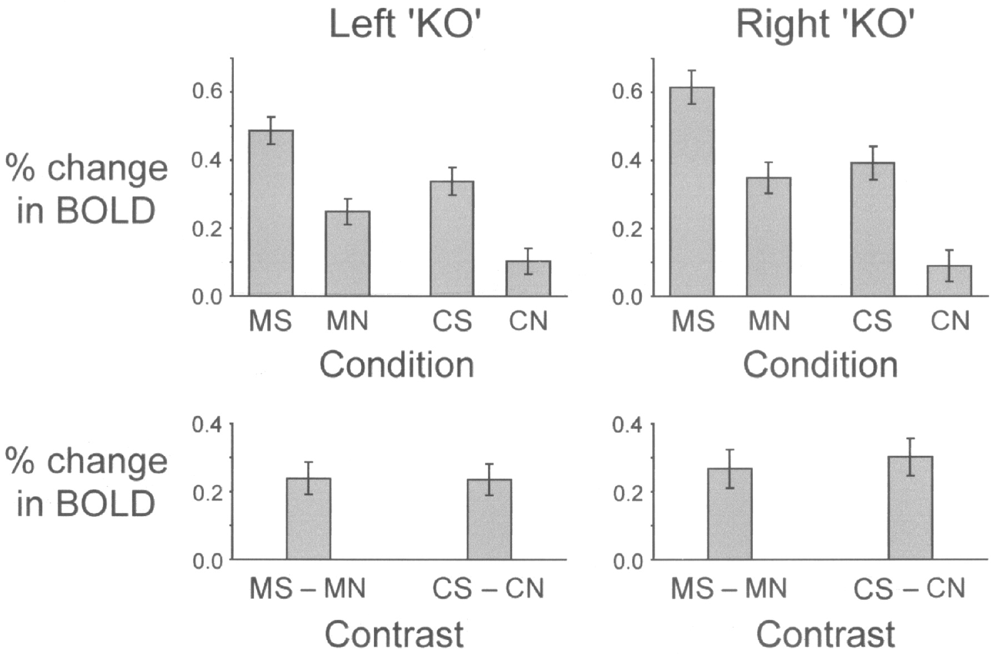 Left 'KO'
Right 'KO'
% change
in BOLD
0.6
0.4
0.2
0.0
MS MN CS CN
Condition
0.6
0.4
0.2
0.0
MS MN CS CN
Condition
% change
in BOLD
0.4
0.2
0.0
MS – MN CS – CN
Contrast
0.4
0.2
0.0
MS – MN CS – CN
Contrast